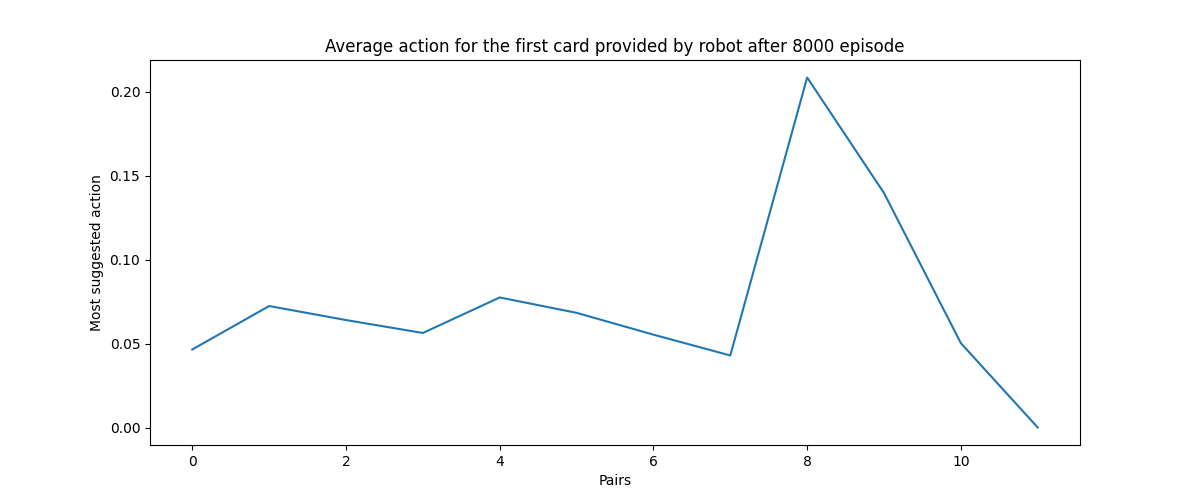 Average action for the first card provided by robot after 8000 episode
Most suggested action
0.20
0.15
0.10
0.05
0.00
0 2 4 6 8 10
Pairs